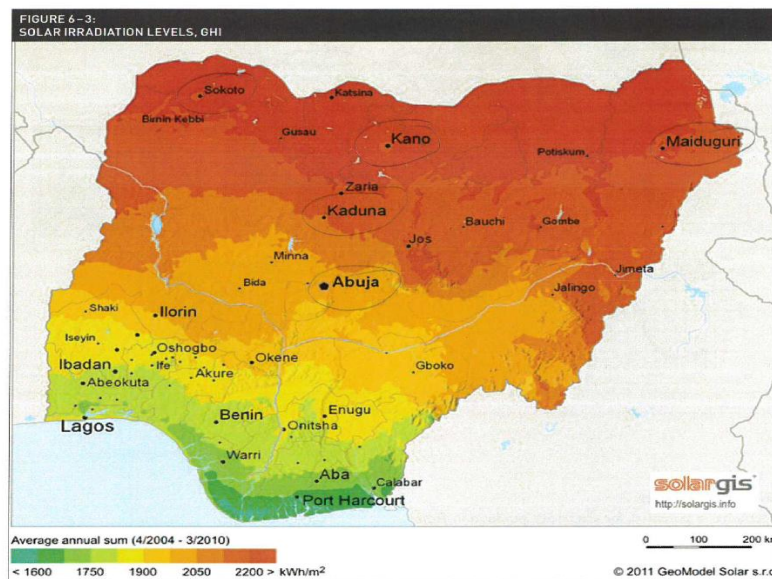 FIGURE 6-3:
SOLAR IRRADIATION LEVELS, GHI
Sokoto
Katsina
Birnin Kebbi
Gusau
Kano
Maiduguri
Potiskum
Zaria
Kaduna
Bauchi
Gombe
Jos
Minna
Jimeta
Bida
Abuja
Jalingo
Shaki
Ilorin
Iseyin
Oshogbo
Ibadan
Ife
Okene
Gboko
Abeokuta
Akure
Lagos
Benin
Enugu
Onitsha
Warri
Aba
Calabar
Port Harcourt
solargis
http://solargis.info
Average annual sum (4/2004 - 3/2010)
0 100 200 km
< 1600 1750 1900 2050 2200 > kWh/m²
© 2011 GeoModel Solar s.r.o.